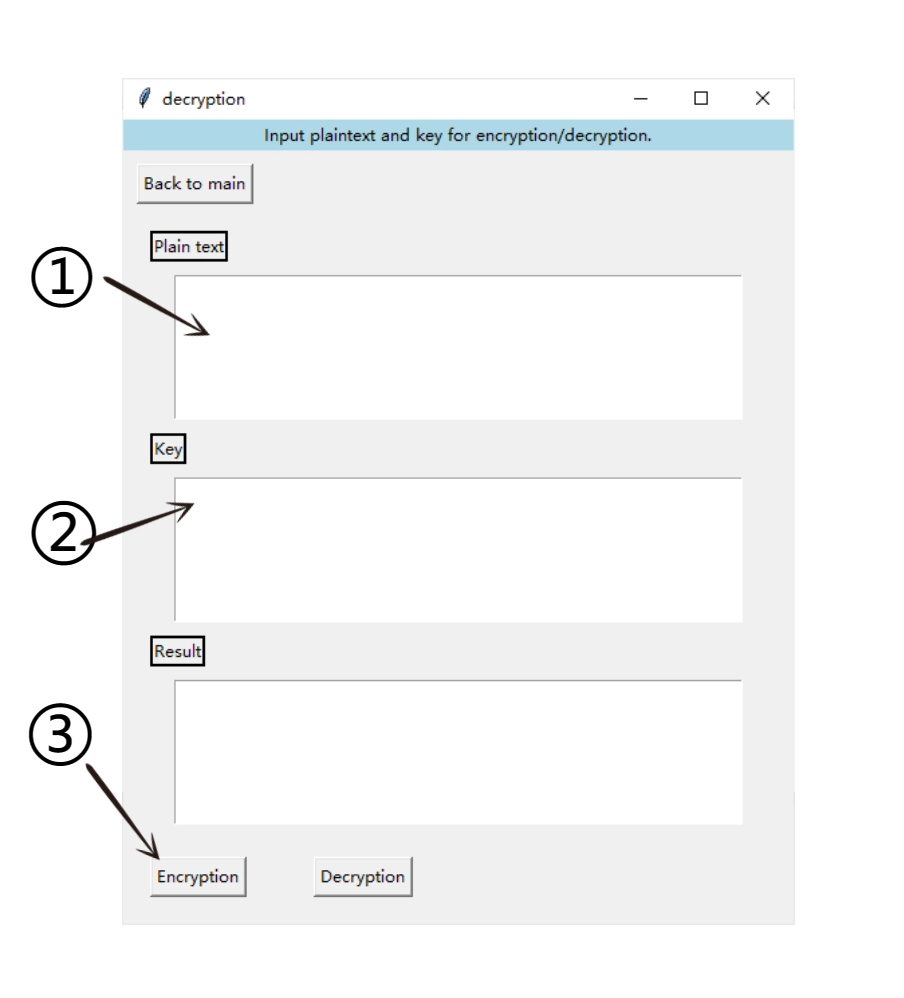 decryption
Input plaintext and key for encryption/decryption.
Back to main
Plain text
①
Key
②
Result
③
Encryption Decryption